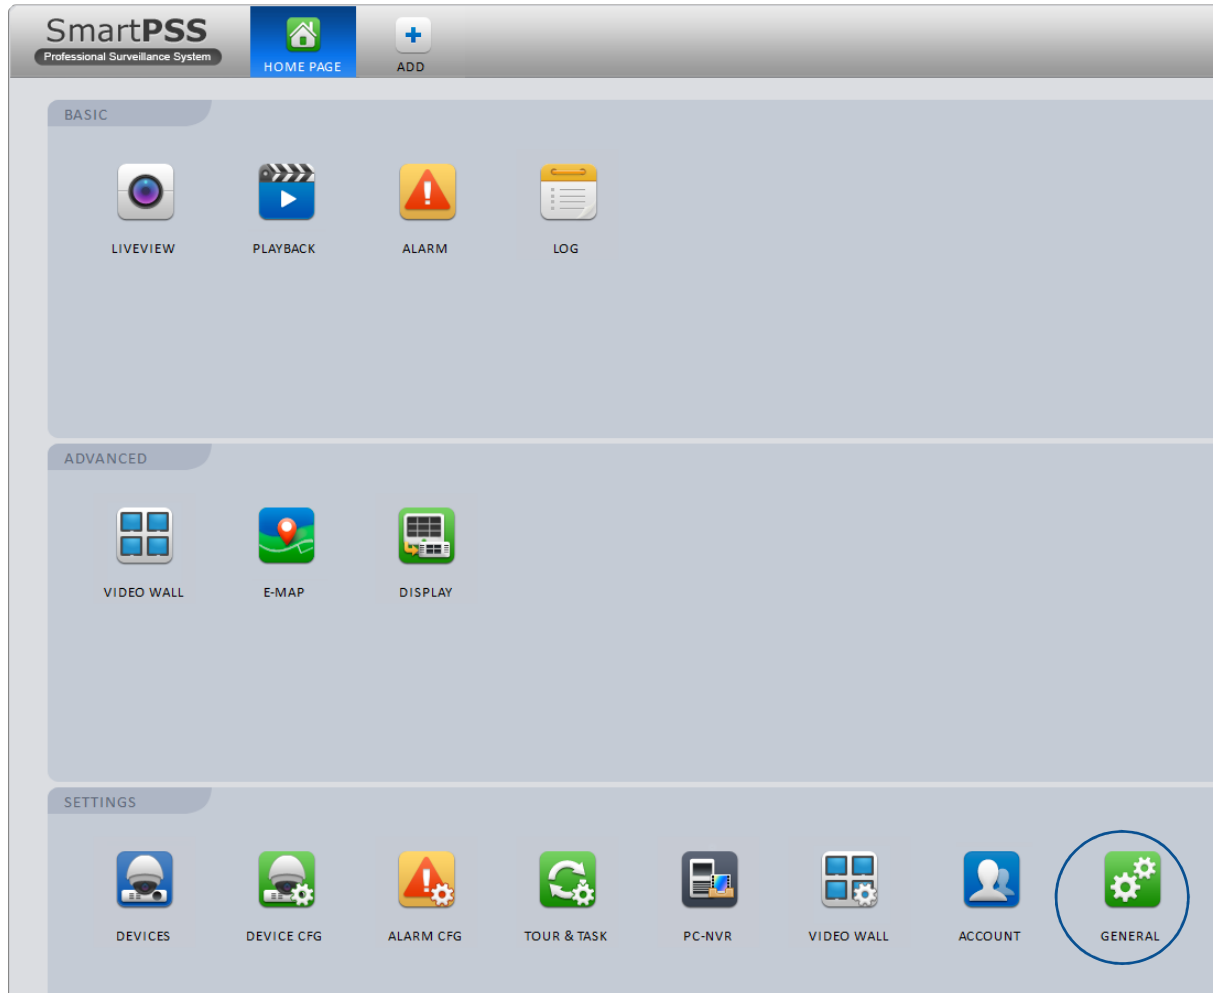 SmartPSS
Professional Surveillance System
HOME PAGE
ADD
BASIC
LIVEVIEW
PLAYBACK
ALARM
LOG
ADVANCED
VIDEO WALL
E-MAP
DISPLAY
SETTINGS
DEVICES
DEVICE CFG
ALARM CFG
TOUR & TASK
PC-NVR
VIDEO WALL
ACCOUNT
GENERAL